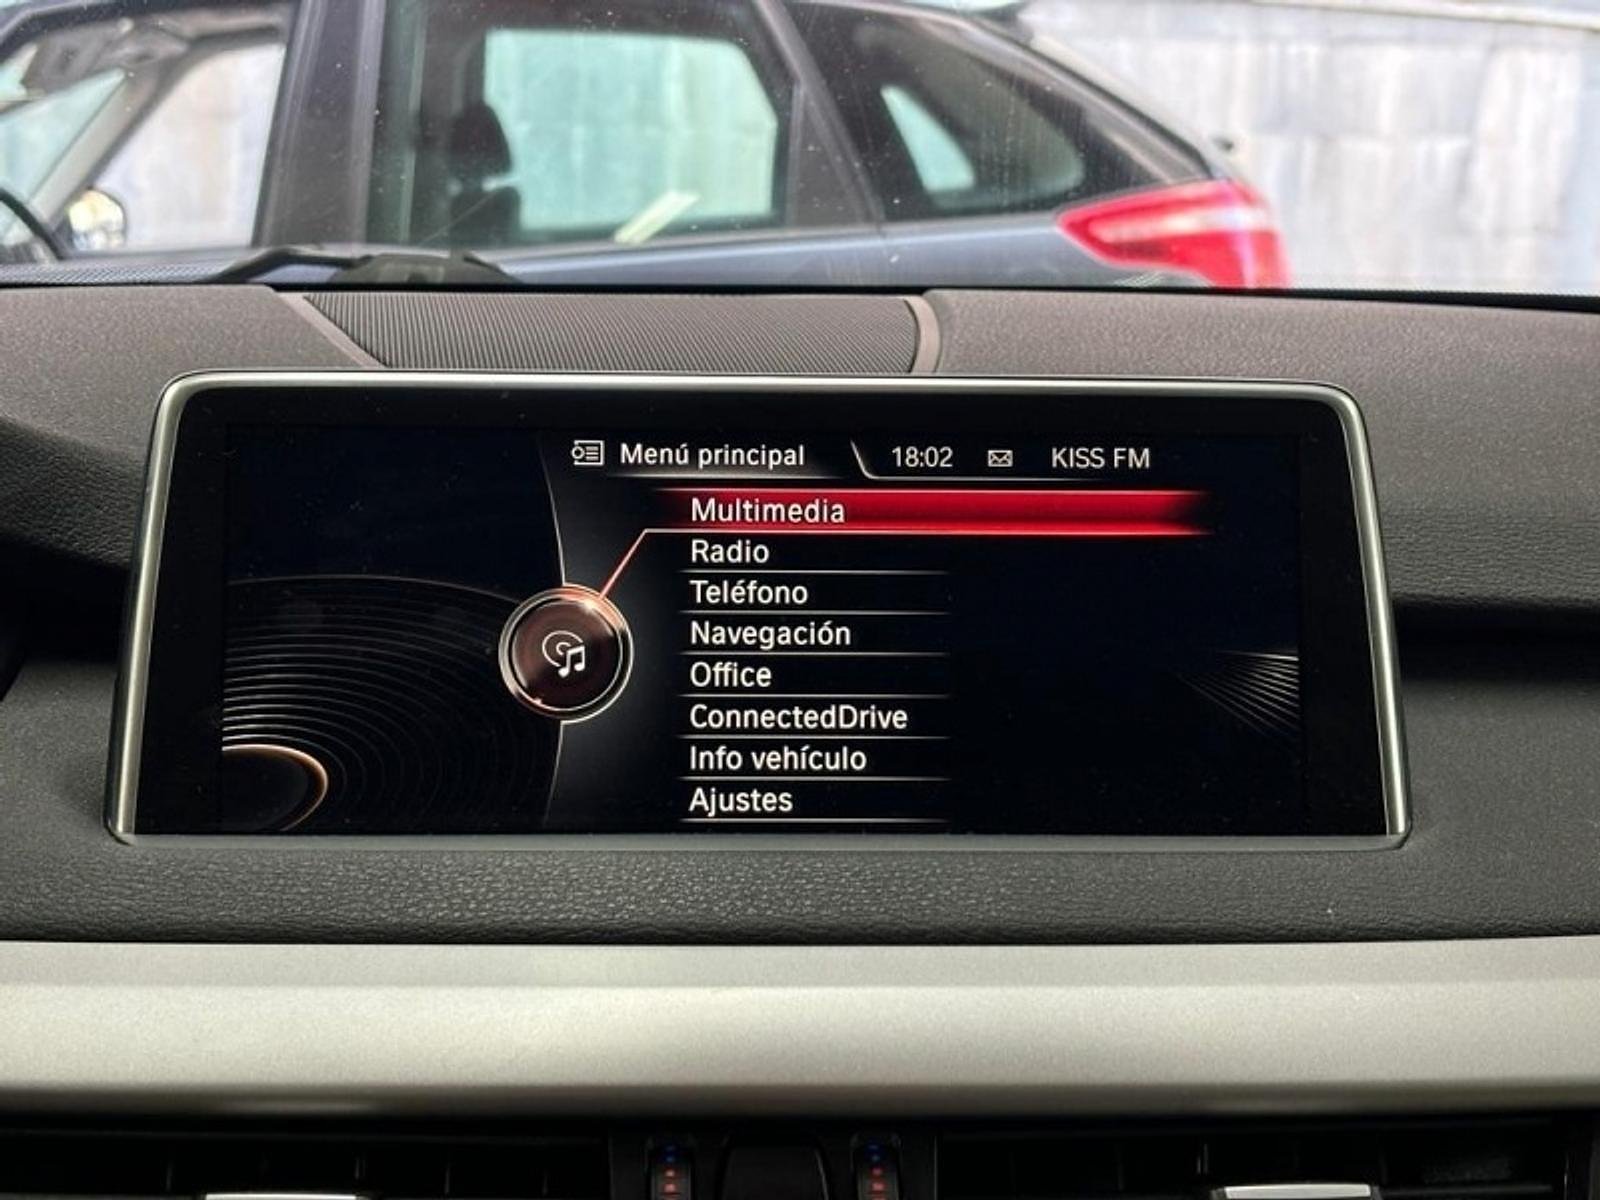 Menú principal 18:02 KISS FM
Multimedia
Radio
Teléfono
Navegación
Office
ConnectedDrive
Info vehículo
Ajustes